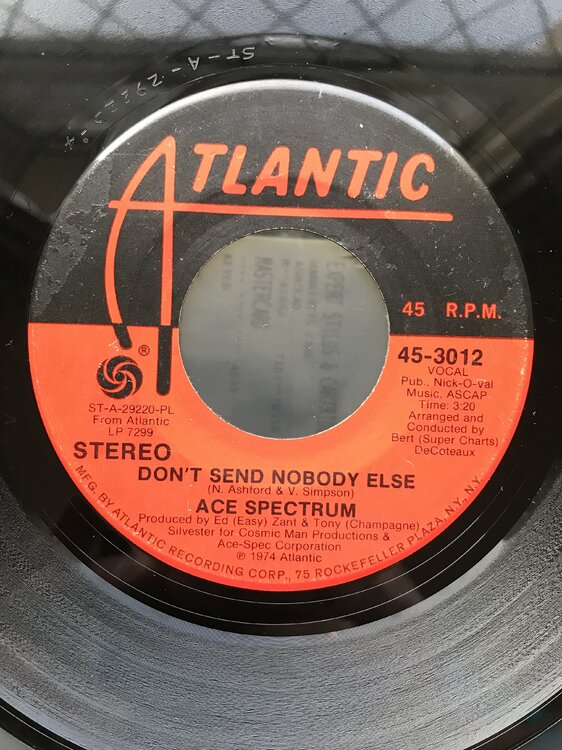 ATLANTIC
45 R.P.M.
®
45-3012
VOCAL
Pub., Nick-O-val
Music, ASCAP
Time: 3:20
Arranged and
Conducted by
Bert (Super Charts)
DeCoteaux
ST-A-29220-PL
From Atlantic
LP 7299
STEREO
DON'T SEND NOBODY ELSE
(N. Ashford & V. Simpson)
ACE SPECTRUM
Produced by Ed (Easy) Zant & Tony (Champagne)
Silvester for Cosmic Man Productions &
Ace-Spec Corporation
℗ 1974 Atlantic
MFG. BY ATLANTIC RECORDING CORP., 75 ROCKEFELLER PLAZA, N.Y., N.Y.